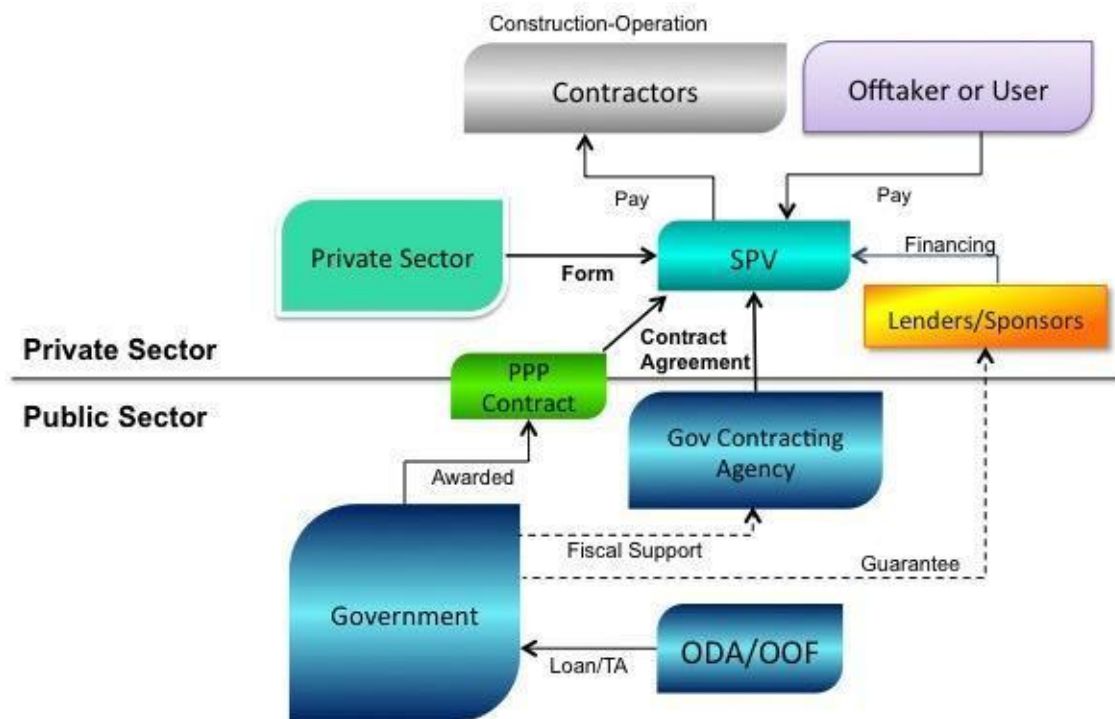 Construction-Operation
Contractors
Offtaker or User
Pay
Pay
Private Sector
Form
SPV
Financing
Lenders/Sponsors
Private Sector
Contract
Agreement
PPP
Contract
Public Sector
Gov Contracting
Agency
Awarded
Fiscal Support
Guarantee
Government
Loan/TA
ODA/OOF